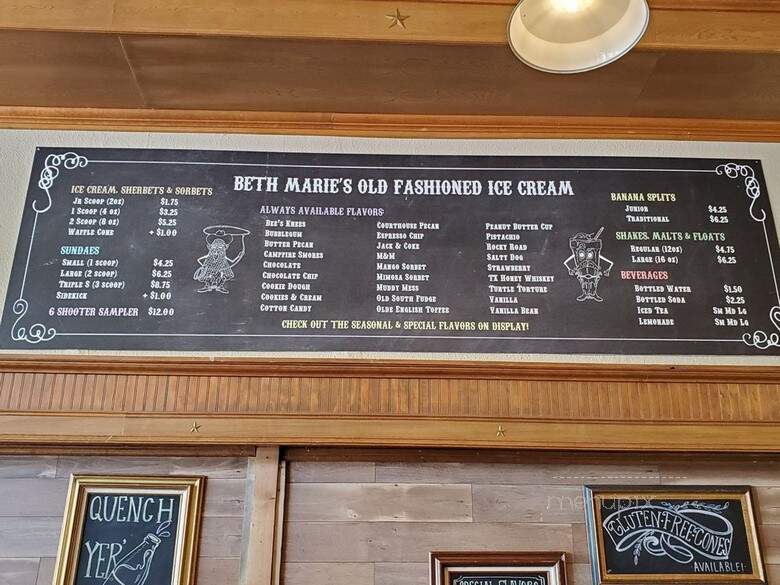 BETH MARIE'S OLD FASHIONED ICE CREAM
ICE CREAM, SHERBETS & SORBETS
JR SCOOP (2oz) $1.75
1 SCOOP (4 oz) $3.25
2 SCOOP (8 oz) $5.25
WAFFLE CONE + $1.00
SUNDAES
SMALL (1 SCOOP) $4.25
LARGE (2 SCOOP) $6.25
TRIPLE S (3 SCOOP) $8.75
SIDEKICK + $1.00
6 SHOOTER SAMPLER $12.00
ALWAYS AVAILABLE FLAVORS:
BEE'S KNEES
BUBBLEGUM
BUTTER PECAN
CAMPFIRE SMORES
CHOCOLATE
CHOCOLATE CHIP
COOKIE DOUGH
COOKIES & CREAM
COTTON CANDY
COURTHOUSE PECAN
ESPRESSO CHIP
JACK & COKE
M&M
MANGO SORBET
MIMOSA SORBET
MUDDY MESS
OLD SOUTH FUDGE
OLDE ENGLISH TOFFEE
PEANUT BUTTER CUP
PISTACHIO
ROCKY ROAD
SALTY DOG
STRAWBERRY
TX HONEY WHISKEY
TURTLE TORTURE
VANILLA
VANILLA BEAN
CHECK OUT THE SEASONAL & SPECIAL FLAVORS ON DISPLAY!
BANANA SPLITS
JUNIOR $4.25
TRADITIONAL $6.25
SHAKES, MALTS & FLOATS
REGULAR (12oz) $4.75
LARGE (16 oz) $6.25
BEVERAGES
BOTTLED WATER $1.50
BOTTLED SODA $2.25
ICED TEA SM MD LG
LEMONADE SM MD LG
QUENCH
YER'
SPECIAL FLAVORS
menupix
GLUTEN-FREE CONES
AVAILABLE!